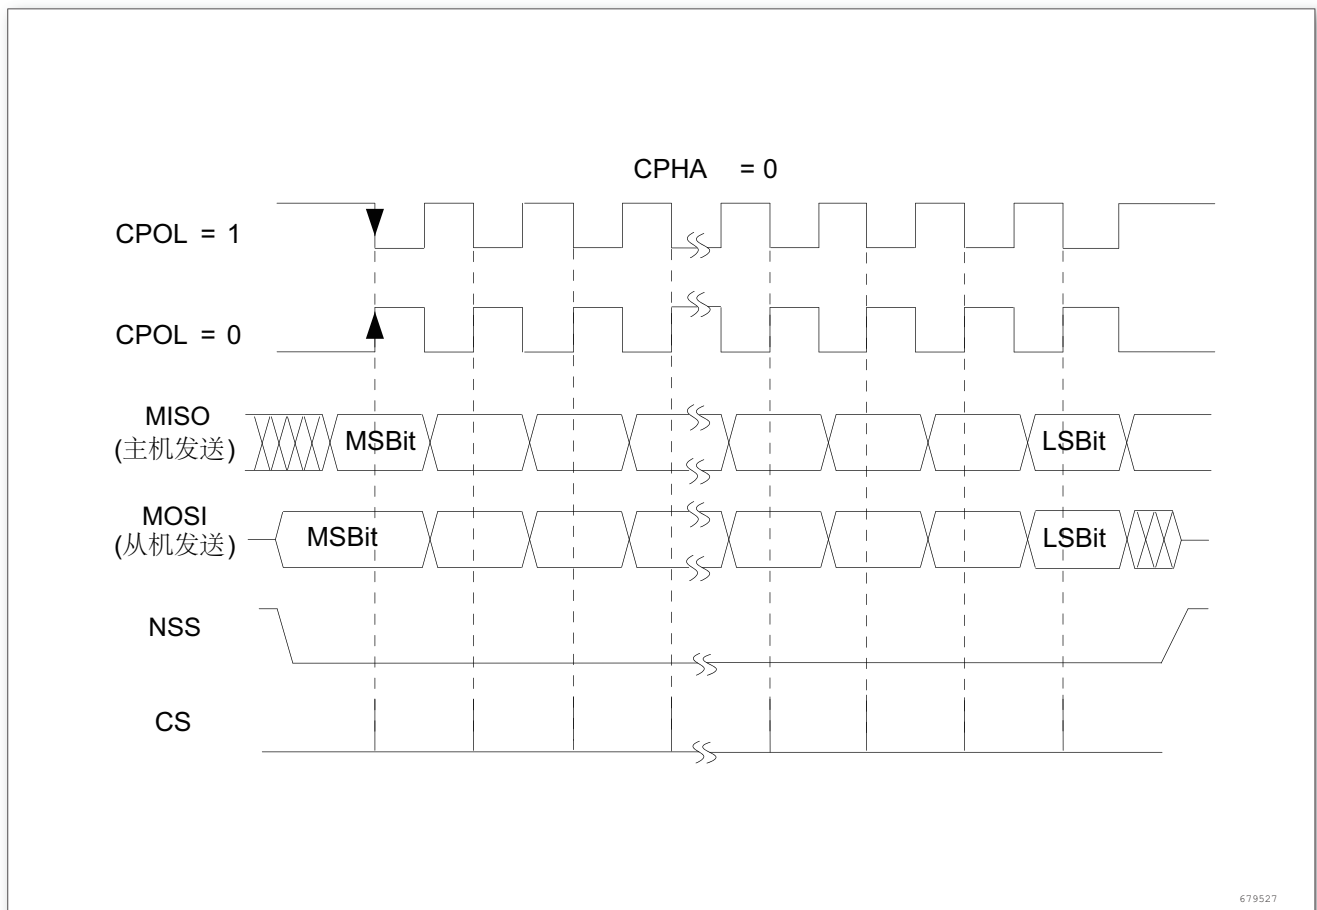 CPHA = 0
CPOL = 1
CPOL = 0
MISO
(主机发送)
MSBit
LSBit
MOSI
(从机发送)
MSBit
LSBit
NSS
CS
679527